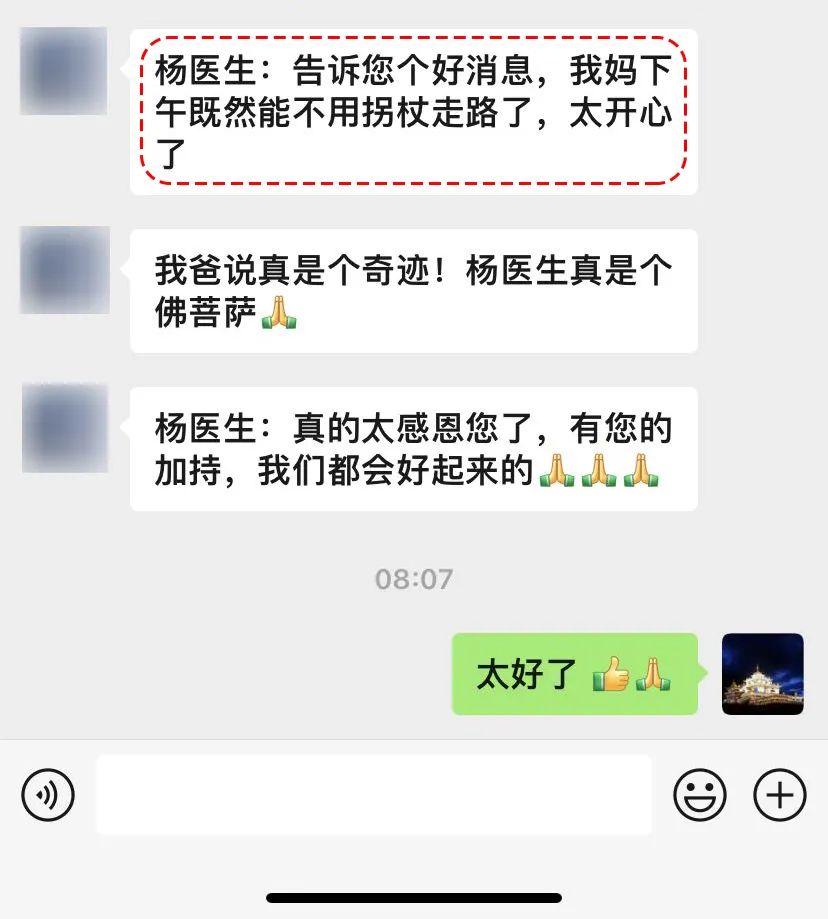 杨医生：告诉您个好消息，我妈下
午既然能不用拐杖走路了，太开心
了
我爸说真是个奇迹！杨医生真是个
佛菩萨🙏
杨医生：真的太感恩您了，有您的
加持，我们都会好起来的🙏🙏🙏
08:07
太好了 👍🙏